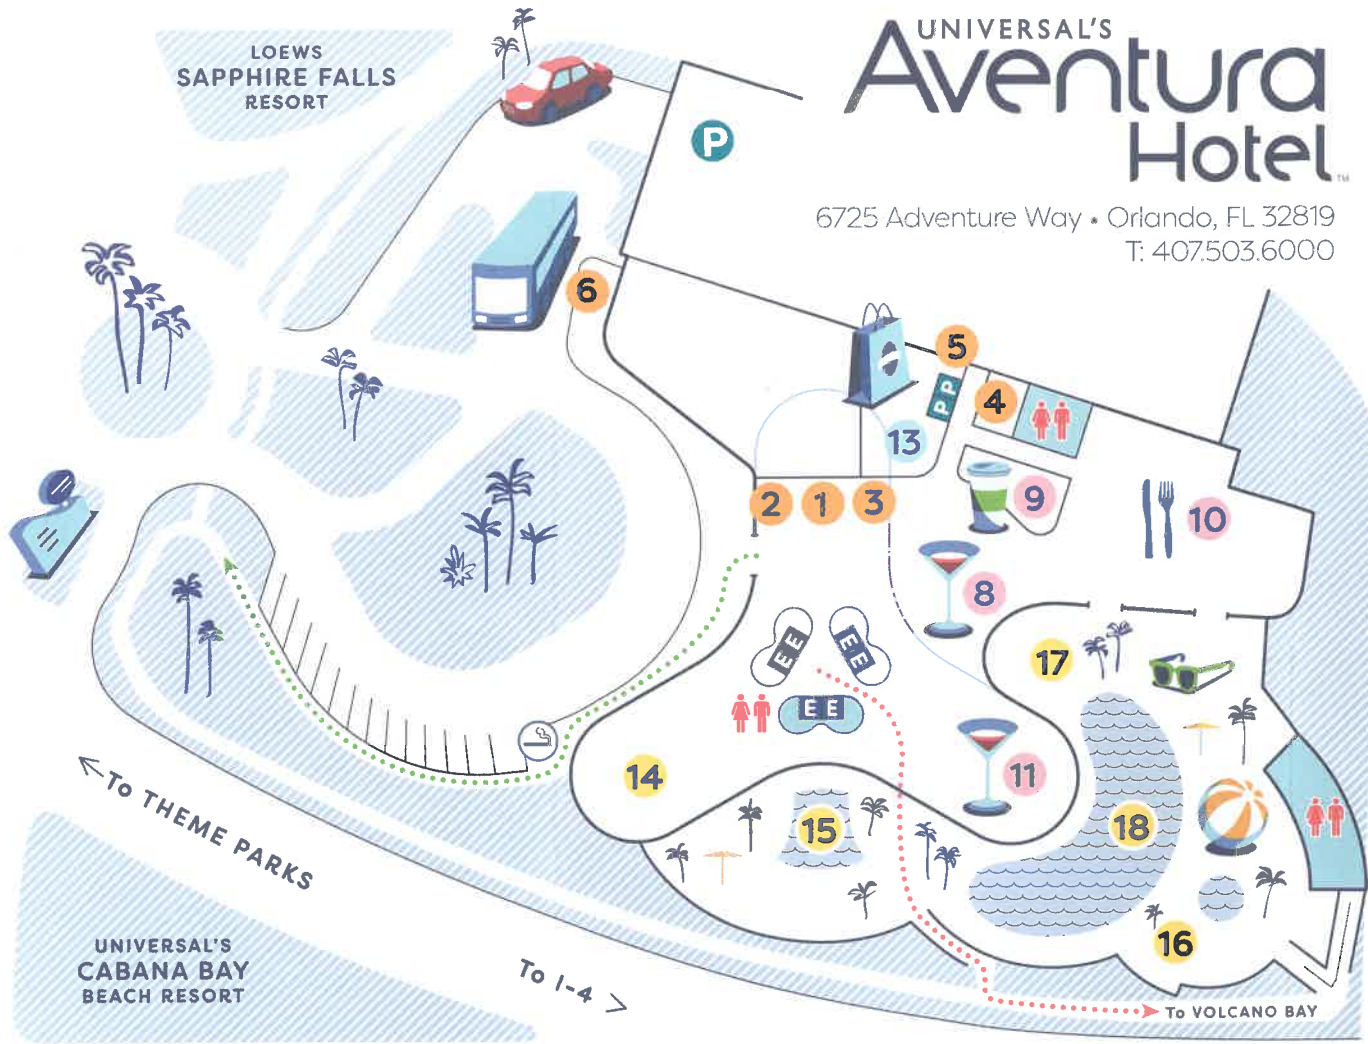 UNIVERSAL'S
Aventura
Hotel™
6725 Adventure Way • Orlando, FL 32819
T: 407.503.6000
LOEWS
SAPPHIRE FALLS
RESORT
P
6
5
P P
4
13
2
1
3
9
10
8
17
E E
E E
E E
14
11
15
18
16
← To THEME PARKS
UNIVERSAL'S
CABANA BAY
BEACH RESORT
To I-4 >
To VOLCANO BAY